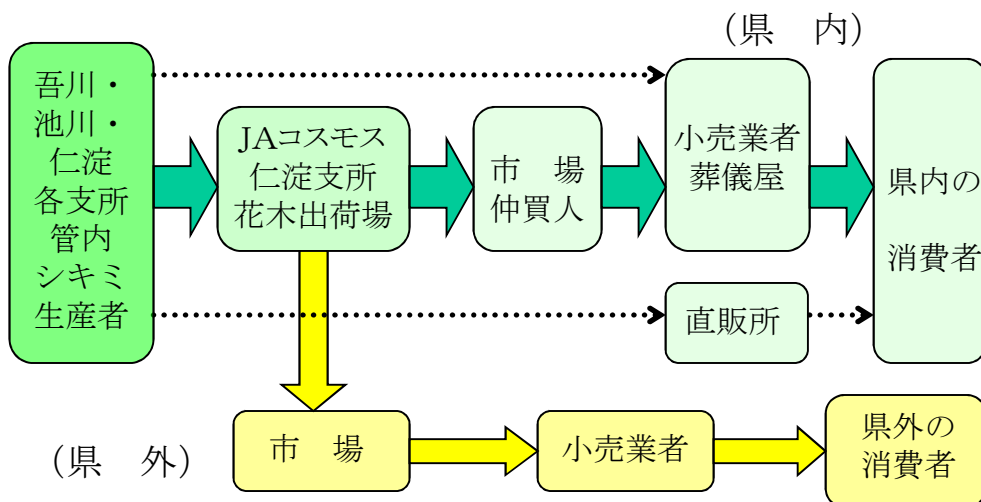 （県　内）
吾川・
池川・
仁淀
各支所
管内
シキミ
生産者
JAコスモス
仁淀支所
花木出荷場
市　場
仲買人
小売業者
葬儀屋
県内の
消費者
直販所
（県　外）
市　場
小売業者
県外の
消費者